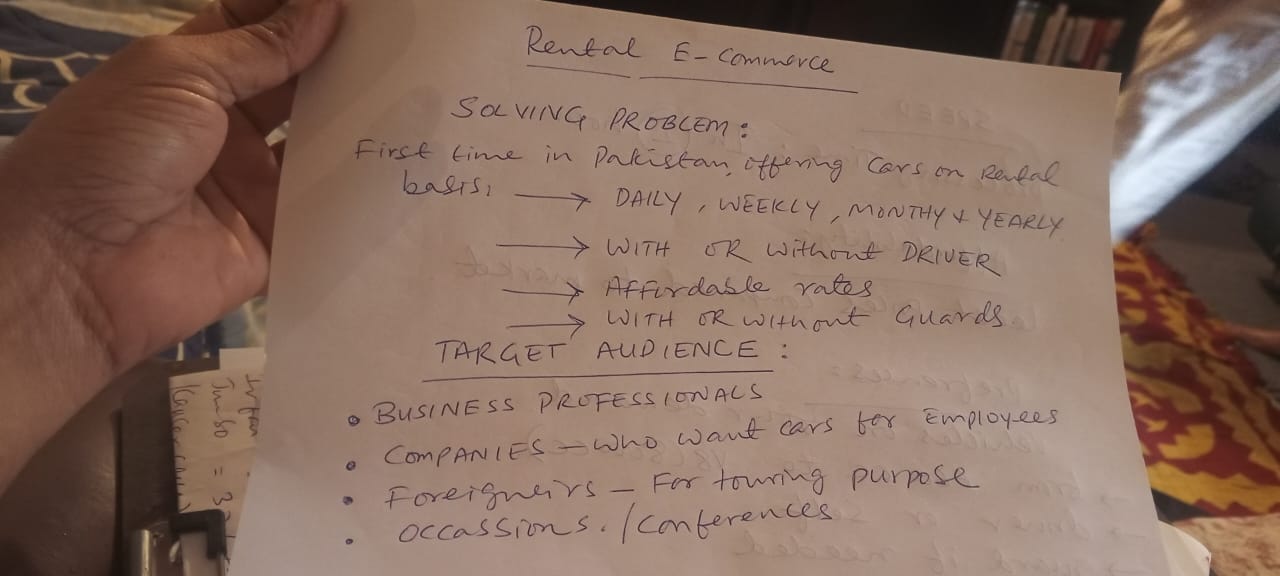 Rental E-Commerce
SOLVING PROBLEM:
First time in Pakistan, offering Cars on Rental
basis, → DAILY, WEEKLY, MONTHY & YEARLY
→ WITH OR Without DRIVER
→ Affordable rates
→ WITH OR Without Guards.
TARGET AUDIENCE :
• BUSINESS PROFESSIONALS
• COMPANIES – Who want cars for Employees
• Foreigneirs – For touring purpose
• OCCASSIONS. / Conferences